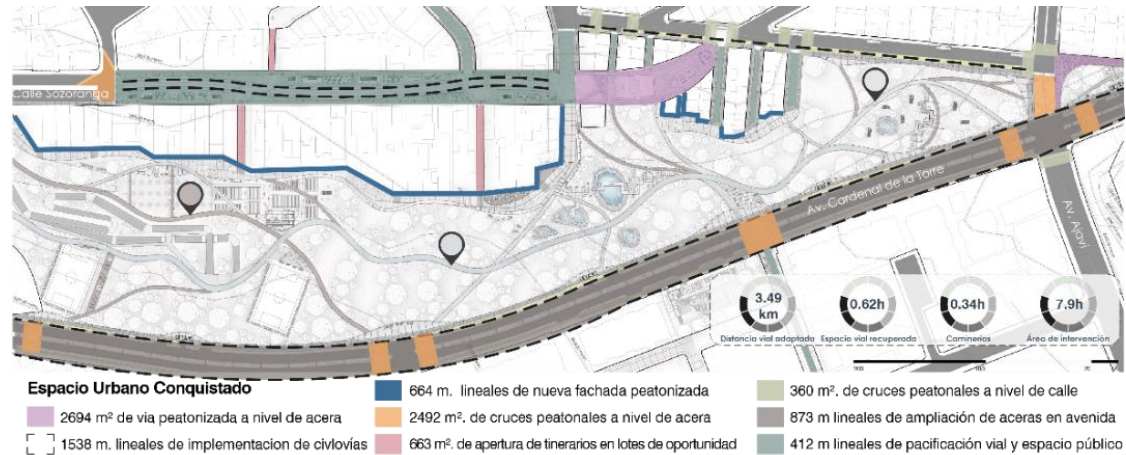 Calle Sozoranga
Av. Cardenal de la Torre
Av. Ajaví
3.49 km
0.62h
0.34h
7.9h
Distancia vial adaptada
Espacio vial recuperada
Caminerias
Área de intervención
Espacio Urbano Conquistado
2694 m² de via peatonizada a nivel de acera
1538 m. lineales de implementacion de civlovías
664 m. lineales de nueva fachada peatonizada
2492 m². de cruces peatonales a nivel de acera
663 m². de apertura de tinerarios en lotes de oportunidad
360 m². de cruces peatonales a nivel de calle
873 m lineales de ampliación de aceras en avenida
412 m lineales de pacificación vial y espacio público